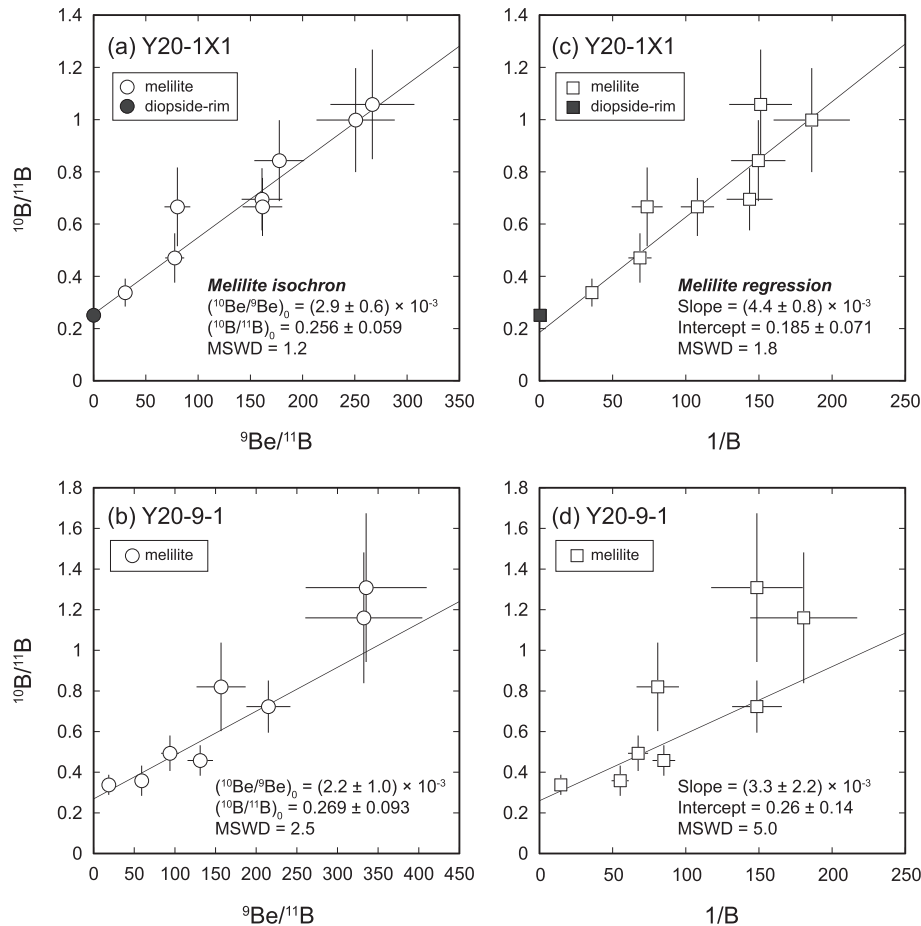 (a) Y20-1X1
melilite
diopside-rim
Melilite isochron
(¹⁰Be/⁹Be)₀ = (2.9 ± 0.6) × 10⁻³
(¹⁰B/¹¹B)₀ = 0.256 ± 0.059
MSWD = 1.2
¹⁰B/¹¹B
1.4
1.2
1
0.8
0.6
0.4
0.2
0
0 50 100 150 200 250 300 350
⁹Be/¹¹B
(c) Y20-1X1
melilite
diopside-rim
Melilite regression
Slope = (4.4 ± 0.8) × 10⁻³
Intercept = 0.185 ± 0.071
MSWD = 1.8
1.4
1.2
1
0.8
0.6
0.4
0.2
0
0 50 100 150 200 250
1/B
(b) Y20-9-1
melilite
(¹⁰Be/⁹Be)₀ = (2.2 ± 1.0) × 10⁻³
(¹⁰B/¹¹B)₀ = 0.269 ± 0.093
MSWD = 2.5
¹⁰B/¹¹B
1.8
1.6
1.4
1.2
1
0.8
0.6
0.4
0.2
0
0 50 100 150 200 250 300 350 400 450
⁹Be/¹¹B
(d) Y20-9-1
melilite
Slope = (3.3 ± 2.2) × 10⁻³
Intercept = 0.26 ± 0.14
MSWD = 5.0
1.8
1.6
1.4
1.2
1
0.8
0.6
0.4
0.2
0
0 50 100 150 200 250
1/B